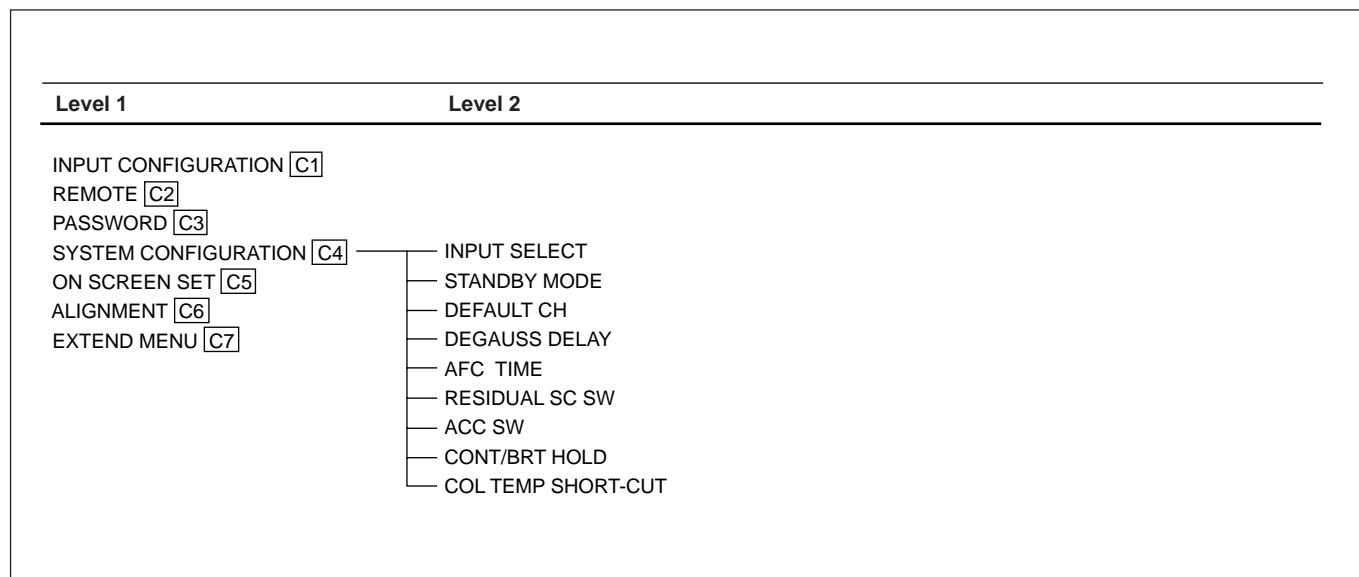 Level 1 Level 2
INPUT CONFIGURATION C1
REMOTE C2
PASSWORD C3
SYSTEM CONFIGURATION C4 INPUT SELECT
ON SCREEN SET C5 STANDBY MODE
ALIGNMENT C6 DEFAULT CH
EXTEND MENU C7 DEGAUSS DELAY
AFC TIME
RESIDUAL SC SW
ACC SW
CONT/BRT HOLD
COL TEMP SHORT-CUT